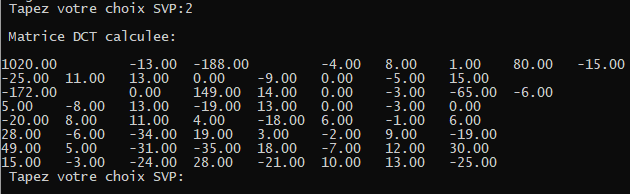 Tapez votre choix SVP:2
Matrice DCT calculee:
1020.00 -13.00 -188.00 -4.00 8.00 1.00 80.00 -15.00
-25.00 11.00 13.00 0.00 -9.00 0.00 -5.00 15.00
-172.00 0.00 149.00 14.00 0.00 -3.00 -65.00 -6.00
5.00 -8.00 13.00 -19.00 13.00 0.00 -3.00 0.00
-20.00 8.00 11.00 4.00 -18.00 6.00 -1.00 6.00
28.00 -6.00 -34.00 19.00 3.00 -2.00 9.00 -19.00
49.00 5.00 -31.00 -35.00 18.00 -7.00 12.00 30.00
15.00 -3.00 -24.00 28.00 -21.00 10.00 13.00 -25.00
Tapez votre choix SVP: